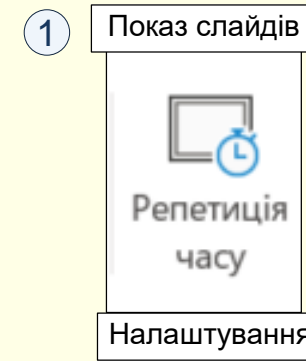 1
Показ слайдів
Репетиція
часу
Налаштування